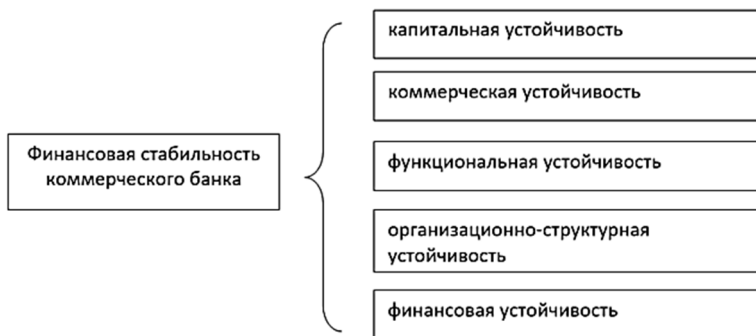 Финансовая стабильность
коммерческого банка
капитальная устойчивость
коммерческая устойчивость
функциональная устойчивость
организационно-структурная
устойчивость
финансовая устойчивость